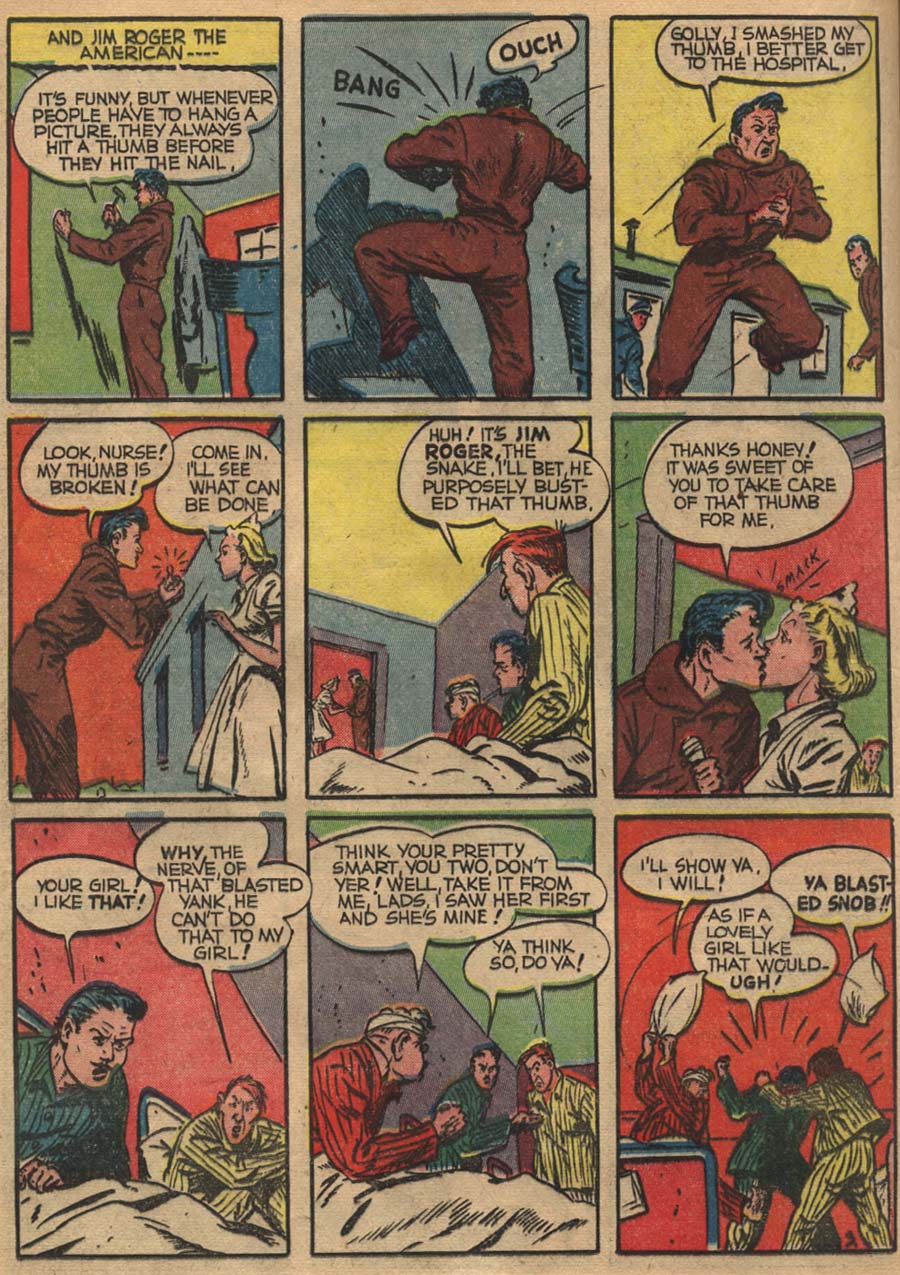 AND JIM ROGER THE
AMERICAN----
IT'S FUNNY, BUT WHENEVER
PEOPLE HAVE TO HANG A
PICTURE, THEY ALWAYS
HIT A THUMB BEFORE
THEY HIT THE NAIL.
BANG
OUCH
GOLLY, I SMASHED MY
THUMB, I BETTER GET
TO THE HOSPITAL.
LOOK, NURSE!
MY THUMB IS
BROKEN!
COME IN.
I'LL SEE
WHAT CAN
BE DONE.
HUH! IT'S JIM
ROGER, THE
SNAKE, I'LL BET, HE
PURPOSELY BUST-
ED THAT THUMB.
THANKS HONEY!
IT WAS SWEET OF
YOU TO TAKE CARE
OF THAT THUMB
FOR ME.
SMACK
YOUR GIRL!
I LIKE THAT!
WHY, THE
NERVE, OF
THAT BLASTED
YANK, HE
CAN'T DO
THAT TO MY
GIRL!
THINK YOUR PRETTY
SMART, YOU TWO, DON'T
YER! WELL, TAKE IT FROM
ME, LADS, I SAW HER FIRST
AND SHE'S MINE!
YA THINK
SO, DO YA!
I'LL SHOW YA,
I WILL!
AS IF A
LOVELY
GIRL LIKE
THAT WOULD-
UGH!
YA BLAST-
ED SNOB!!
3